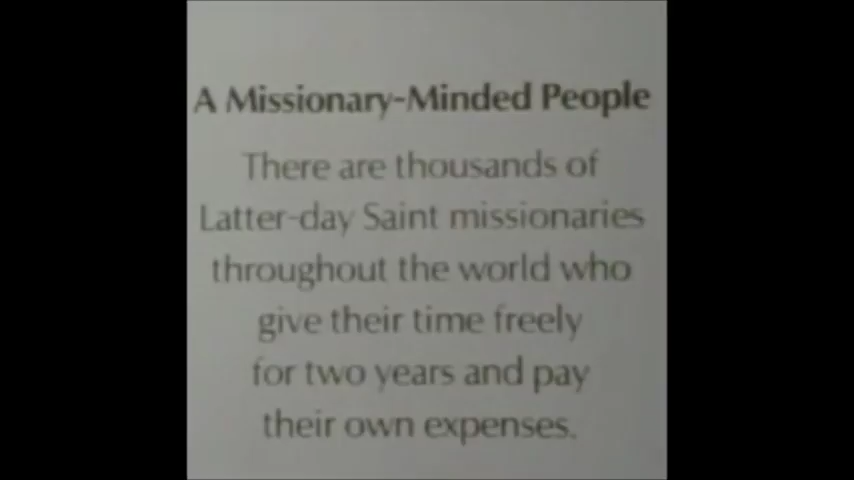 A Missionary-Minded People
There are thousands of
Latter-day Saint missionaries
throughout the world who
give their time freely
for two years and pay
their own expenses.